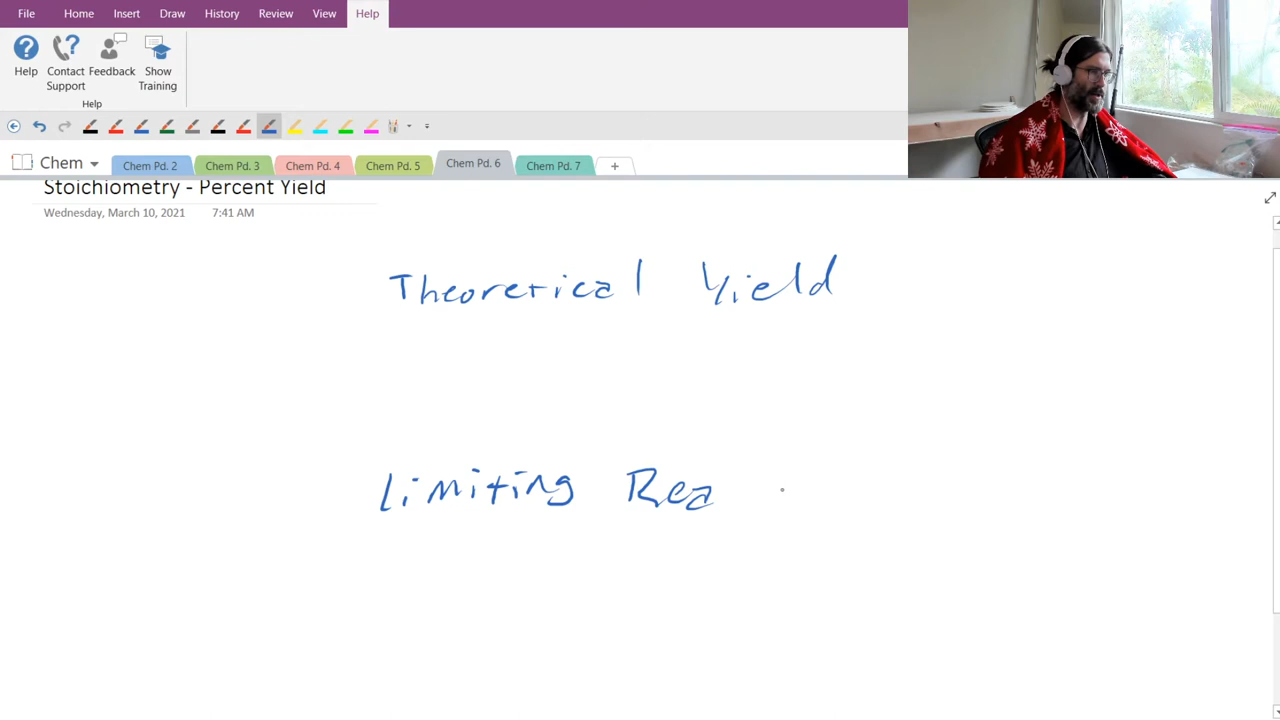 File Home Insert Draw History Review View Help
Help Contact Support Feedback Show Training
Help
Chem Chem Pd. 2 Chem Pd. 3 Chem Pd. 4 Chem Pd. 5 Chem Pd. 6 Chem Pd. 7
Stoichiometry - Percent Yield
Wednesday, March 10, 2021 7:41 AM
Theoretical Yield
Limiting Rea